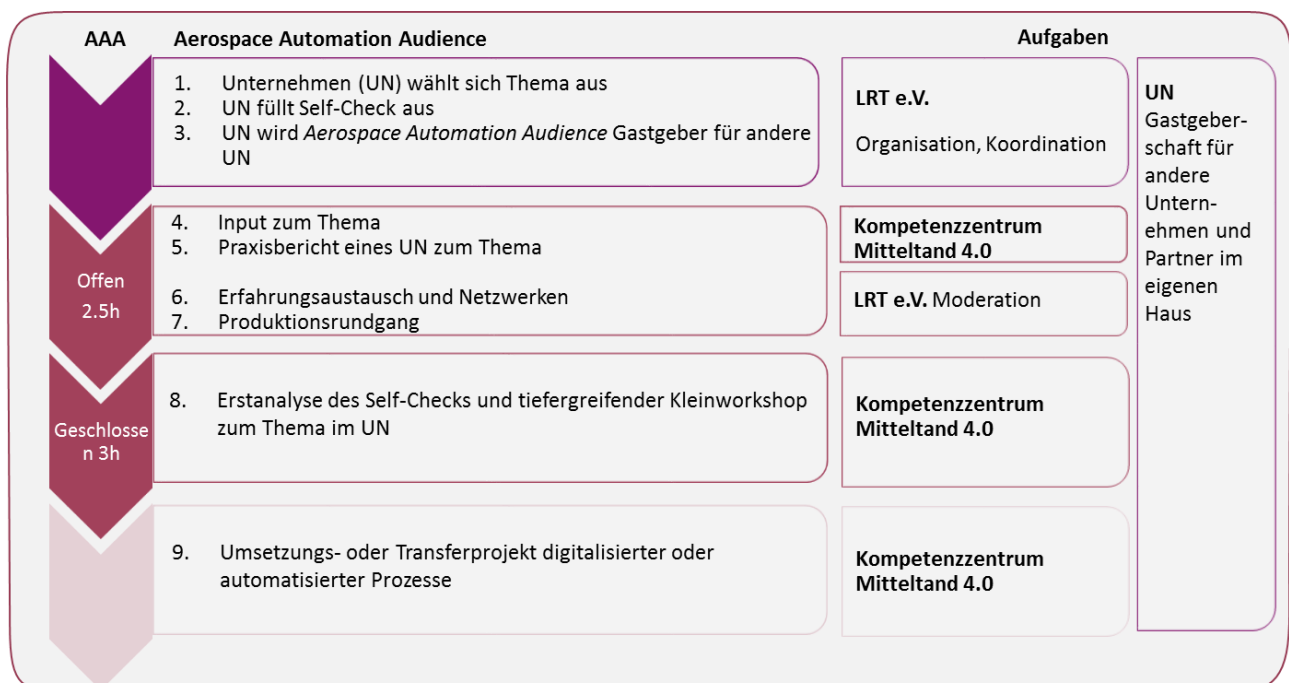 AAA Aerospace Automation Audience Aufgaben
1. Unternehmen (UN) wählt sich Thema aus
2. UN füllt Self-Check aus
3. UN wird Aerospace Automation Audience Gastgeber für andere
UN
LRT e.V.
Organisation, Koordination
UN
Gastgeber-
schaft für
andere
Untern-
ehmen und
Partner im
eigenen
Haus
Offen
2.5h
4. Input zum Thema
5. Praxisbericht eines UN zum Thema
6. Erfahrungsaustausch und Netzwerken
7. Produktionsrundgang
Kompetenzzentrum
Mitteltand 4.0
LRT e.V. Moderation
Geschlosse
n 3h
8. Erstanalyse des Self-Checks und tiefergreifender Kleinworkshop
zum Thema im UN
Kompetenzzentrum
Mitteltand 4.0
9. Umsetzungs- oder Transferprojekt digitalisierter oder
automatisierter Prozesse
Kompetenzzentrum
Mitteltand 4.0